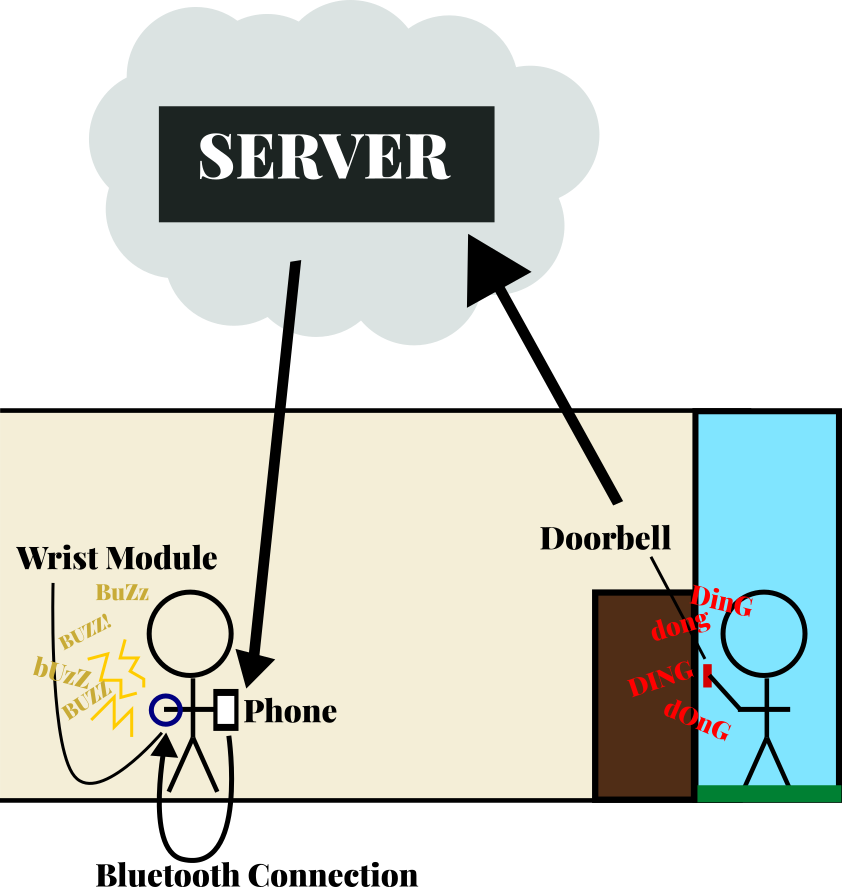 SERVER
Doorbell
Wrist Module
BuZz
BUZZ!
bUzZ
BUZZ
DinG
dong
DING
dOnG
Phone
Bluetooth Connection